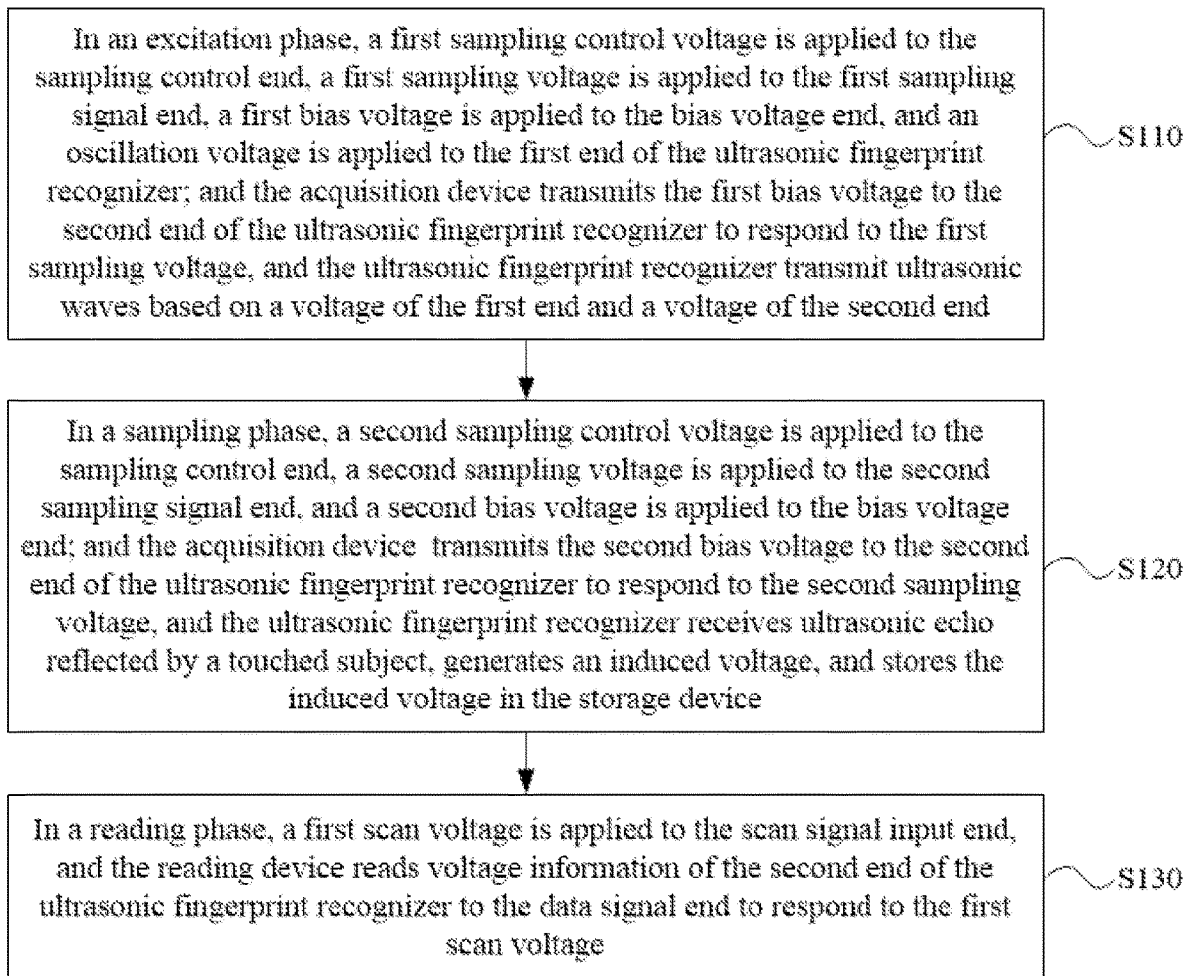 In an excitation phase, a first sampling control voltage is applied to the
sampling control end, a first sampling voltage is applied to the first sampling
signal end, a first bias voltage is applied to the bias voltage end, and an
oscillation voltage is applied to the first end of the ultrasonic fingerprint
recognizer; and the acquisition device transmits the first bias voltage to the
second end of the ultrasonic fingerprint recognizer to respond to the first
sampling voltage, and the ultrasonic fingerprint recognizer transmit ultrasonic
waves based on a voltage of the first end and a voltage of the second end
S110
In a sampling phase, a second sampling control voltage is applied to the
sampling control end, a second sampling voltage is applied to the second
sampling signal end, and a second bias voltage is applied to the bias voltage
end; and the acquisition device transmits the second bias voltage to the second
end of the ultrasonic fingerprint recognizer to respond to the second sampling
voltage, and the ultrasonic fingerprint recognizer receives ultrasonic echo
reflected by a touched subject, generates an induced voltage, and stores the
induced voltage in the storage device
S120
In a reading phase, a first scan voltage is applied to the scan signal input end,
and the reading device reads voltage information of the second end of the
ultrasonic fingerprint recognizer to the data signal end to respond to the first
scan voltage
S130